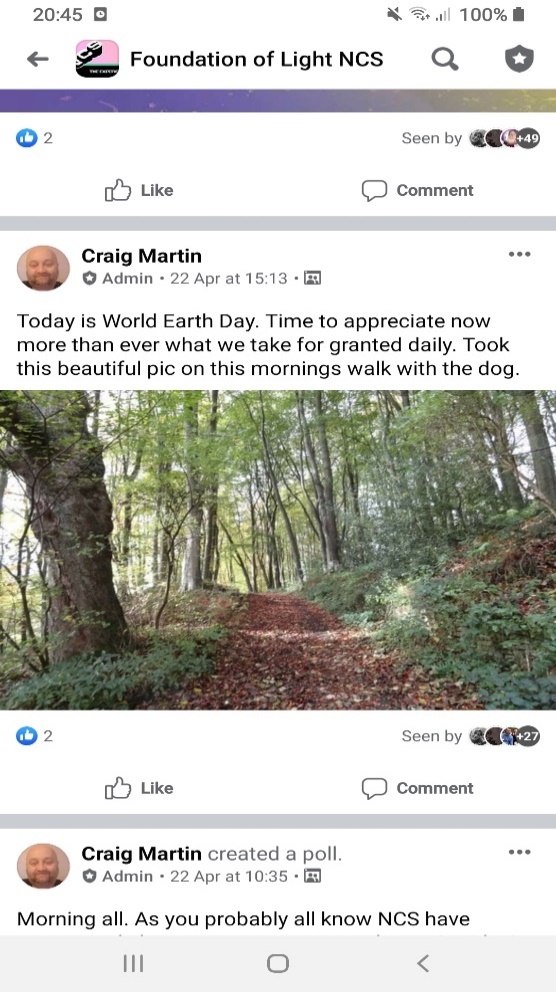 20:45 100%
Foundation of Light NCS
2 Seen by +49
Like Comment
Craig Martin
Admin • 22 Apr at 15:13 •
Today is World Earth Day. Time to appreciate now
more than ever what we take for granted daily. Took
this beautiful pic on this mornings walk with the dog.
2 Seen by +27
Like Comment
Craig Martin created a poll.
Admin • 22 Apr at 10:35 •
Morning all. As you probably all know NCS have